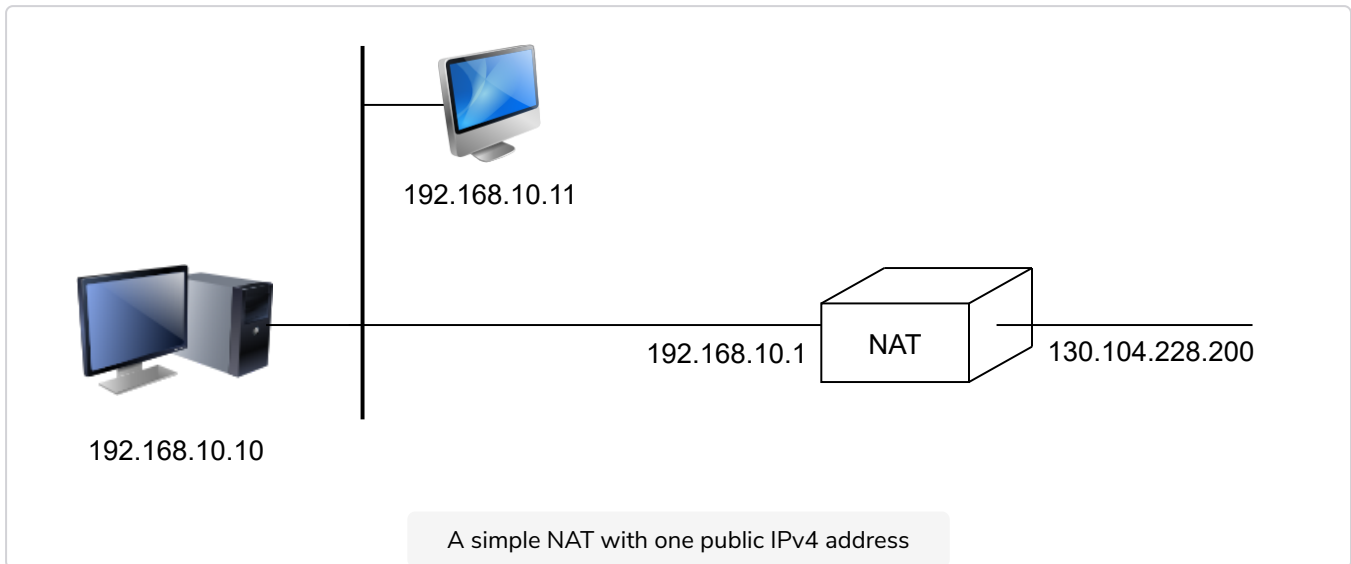 192.168.10.11
192.168.10.1
NAT
130.104.228.200
192.168.10.10
A simple NAT with one public IPv4 address